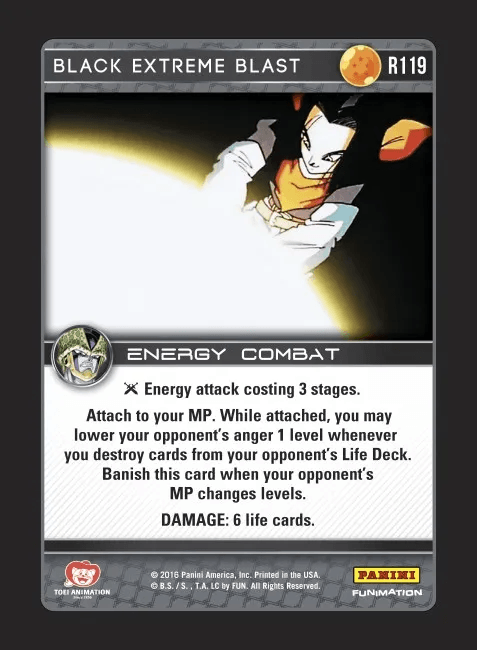 BLACK EXTREME BLAST
R119
ENERGY COMBAT
Energy attack costing 3 stages.
Attach to your MP. While attached, you may
lower your opponent's anger 1 level whenever
you destroy cards from your opponent's Life Deck.
Banish this card when your opponent's
MP changes levels.
DAMAGE: 6 life cards.
TOEI ANIMATION
Since 1956
© 2016 Panini America, Inc. Printed in the USA.
© B.S. / S. , T.A. LC by FUN. All Rights Reserved.
PANINI
FUNIMATION